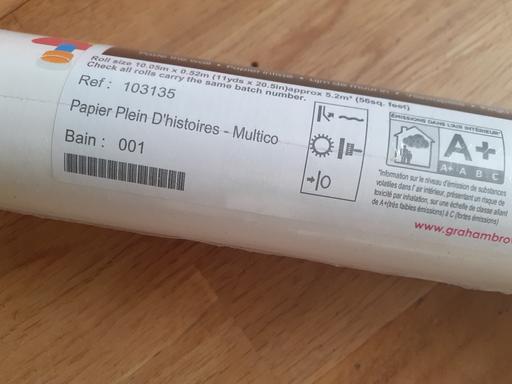 Roll size 10.05m x 0.52m (11yds x 20.5in)approx 5.2m² (56sq. feet)
Check all rolls carry the same batch number.
Ref : 103135
Papier Plein D'histoires - Multico
Bain : 001
ÉMISSIONS DANS L'AIR INTÉRIEUR*
A+
A+ A B C
*Information sur le niveau d'émission de substances
volatiles dans l' air intérieur, présentant un risque de
toxicité par inhalation, sur une échelle de classe allant
de A+(très faibles émissions) à C (fortes émissions)
www.grahambro